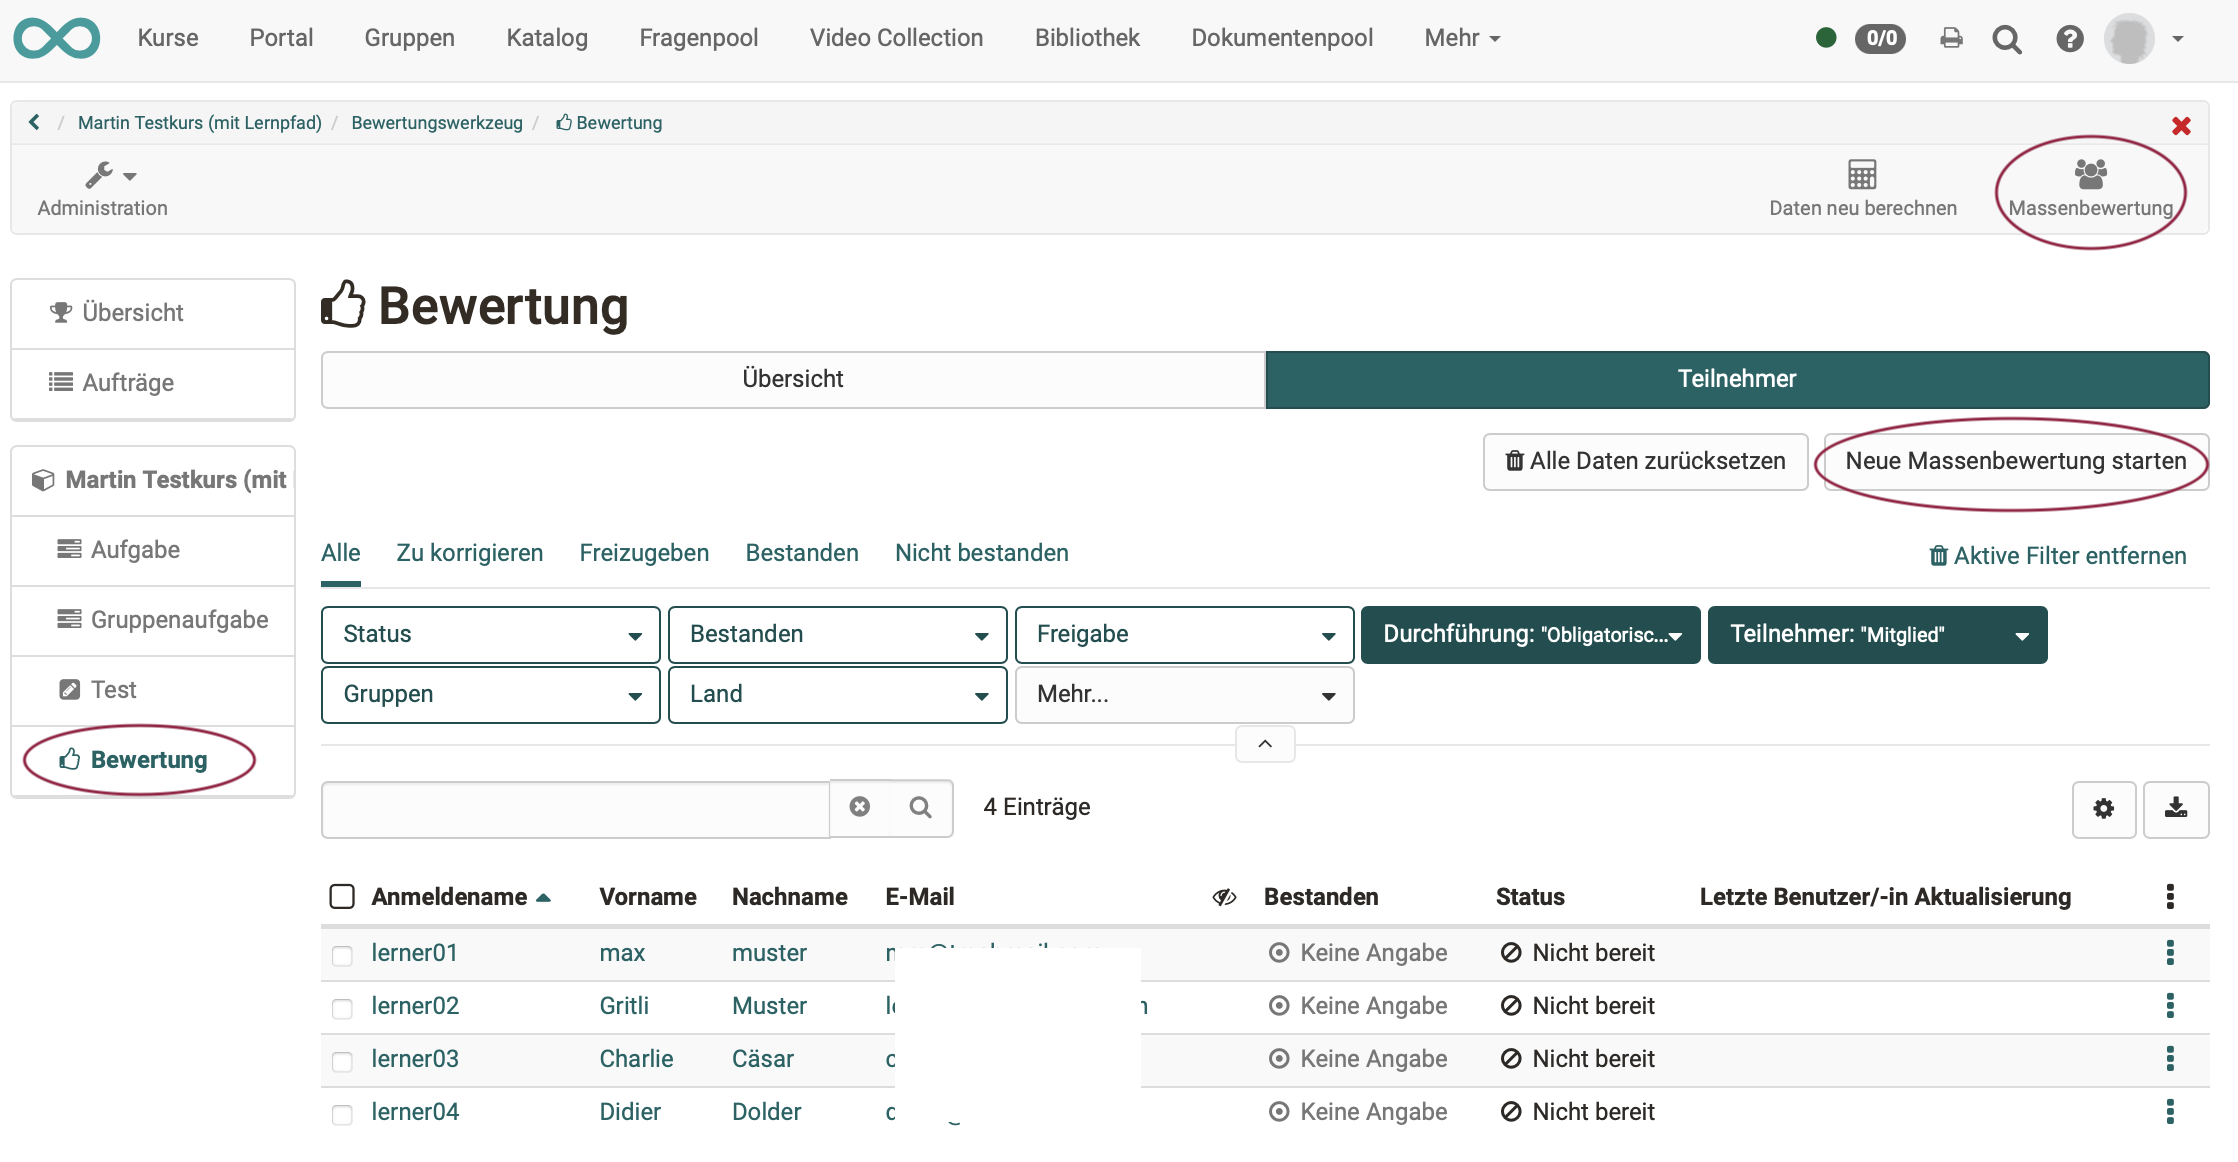 Kurse Portal Gruppen Katalog Fragenpool Video Collection Bibliothek Dokumentenpool Mehr 0/0
/ Martin Testkurs (mit Lernpfad) / Bewertungswerkzeug / Bewertung
Administration Daten neu berechnen Massenbewertung
Übersicht
Aufträge
Martin Testkurs (mit
Aufgabe
Gruppenaufgabe
Test
Bewertung
Bewertung
Übersicht Teilnehmer
Alle Daten zurücksetzen Neue Massenbewertung starten
Alle Zu korrigieren Freizugeben Bestanden Nicht bestanden Aktive Filter entfernen
Status Bestanden Freigabe Durchführung: "Obligatorisc... Teilnehmer: "Mitglied"
Gruppen Land Mehr...
4 Einträge
Anmeldename Vorname Nachname E-Mail Bestanden Status Letzte Benutzer/-in Aktualisierung
lerner01 max muster Keine Angabe Nicht bereit
lerner02 Gritli Muster Keine Angabe Nicht bereit
lerner03 Charlie Cäsar Keine Angabe Nicht bereit
lerner04 Didier Dolder Keine Angabe Nicht bereit